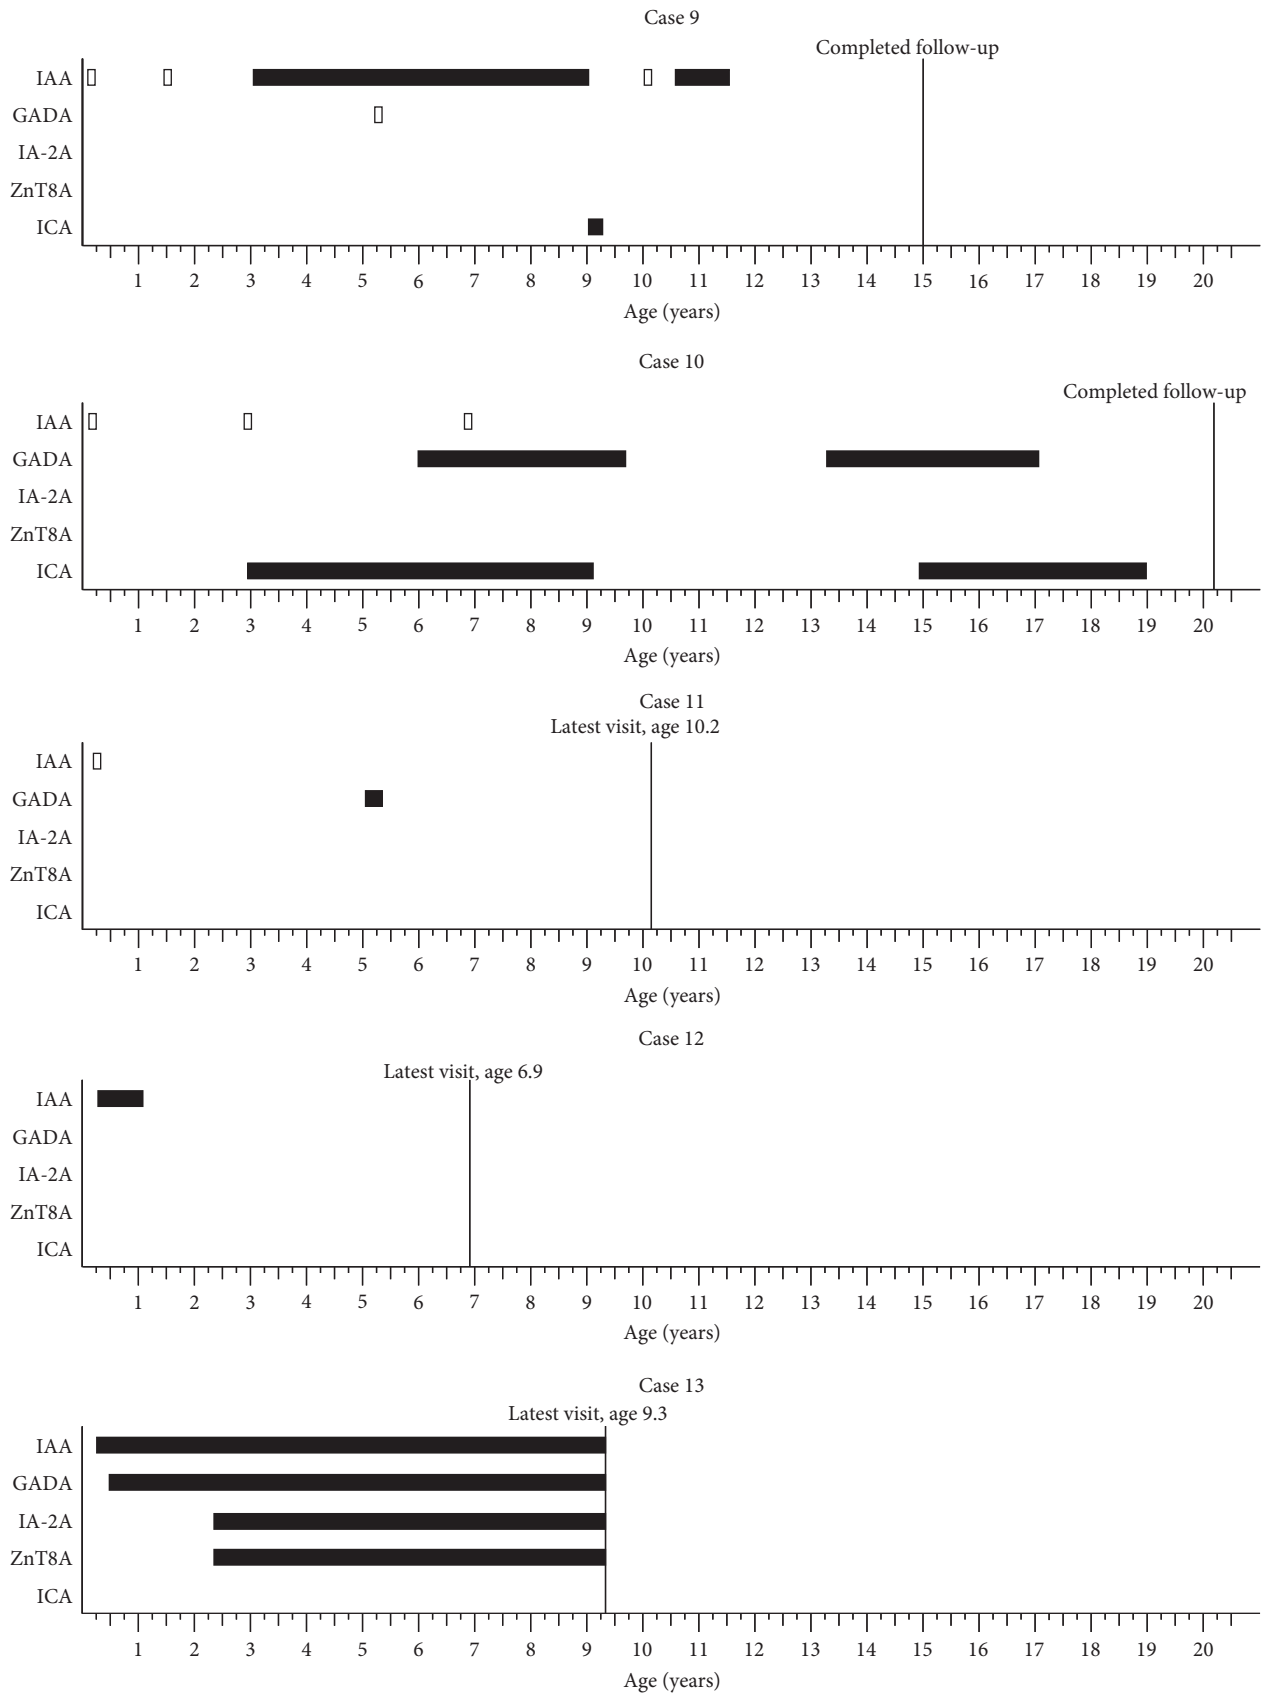 Case 9
Completed follow-up
IAA
GADA
IA-2A
ZnT8A
ICA
1 2 3 4 5 6 7 8 9 10 11 12 13 14 15 16 17 18 19 20
Age (years)
Case 10
Completed follow-up
IAA
GADA
IA-2A
ZnT8A
ICA
1 2 3 4 5 6 7 8 9 10 11 12 13 14 15 16 17 18 19 20
Age (years)
Case 11
Latest visit, age 10.2
IAA
GADA
IA-2A
ZnT8A
ICA
1 2 3 4 5 6 7 8 9 10 11 12 13 14 15 16 17 18 19 20
Age (years)
Case 12
Latest visit, age 6.9
IAA
GADA
IA-2A
ZnT8A
ICA
1 2 3 4 5 6 7 8 9 10 11 12 13 14 15 16 17 18 19 20
Age (years)
Case 13
Latest visit, age 9.3
IAA
GADA
IA-2A
ZnT8A
ICA
1 2 3 4 5 6 7 8 9 10 11 12 13 14 15 16 17 18 19 20
Age (years)